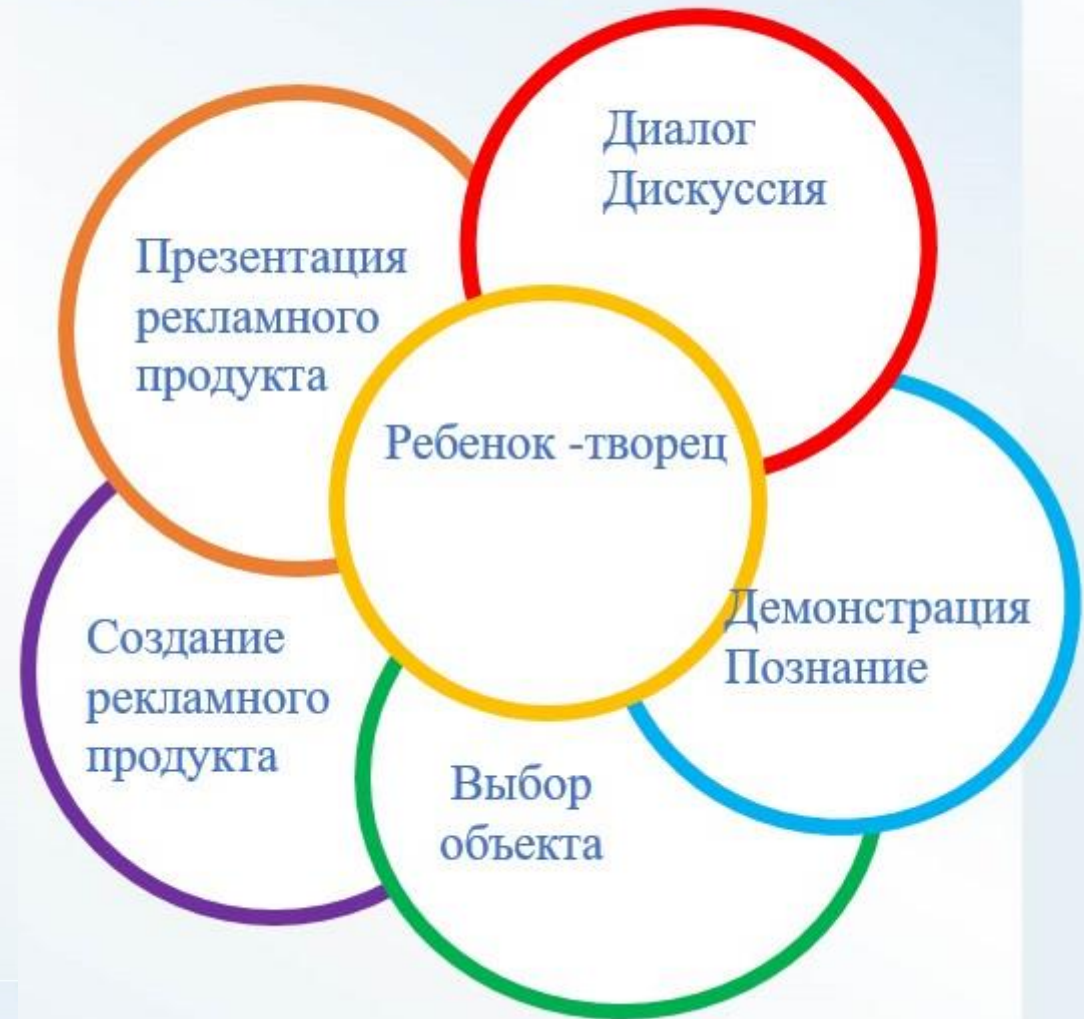 Диалог
Дискуссия
Презентация
рекламного
продукта
Ребенок -творец
Демонстрация
Познание
Создание
рекламного
продукта
Выбор
объекта